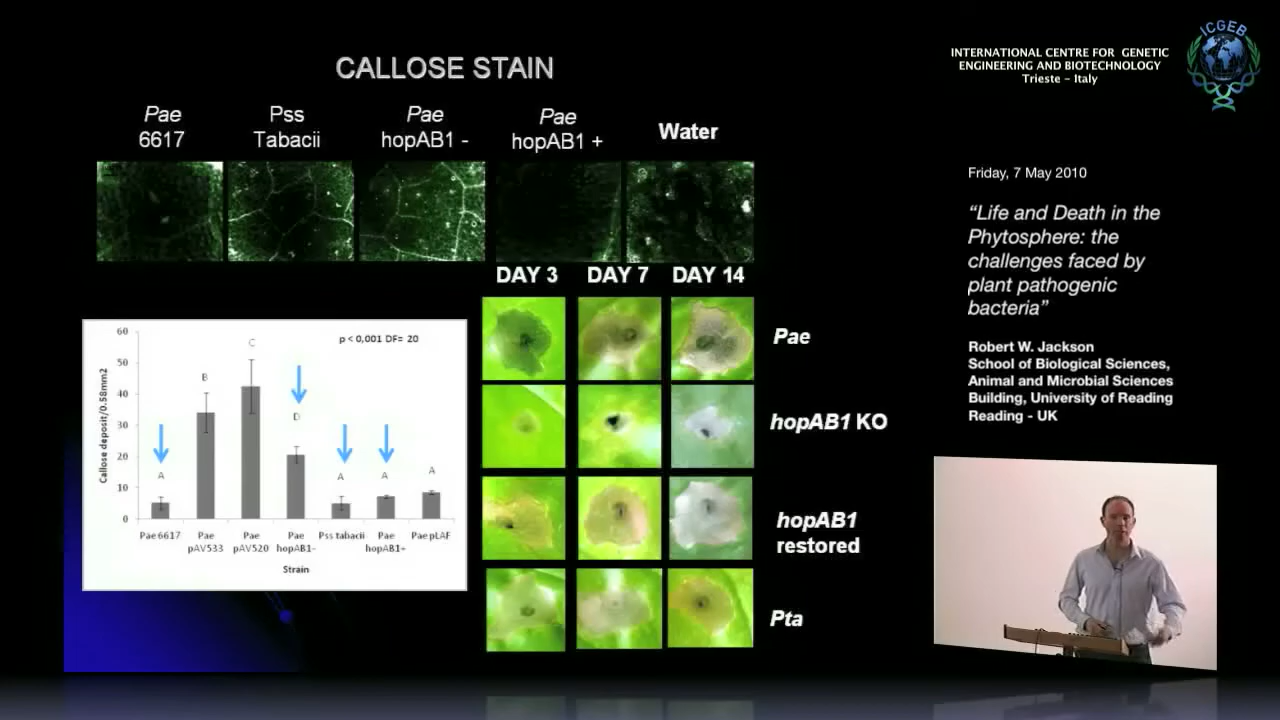 CALLOSE STAIN
Pae
6617
Pss
Tabacii
Pae
hopAB1 -
Pae
hopAB1 +
Water
DAY 3
DAY 7
DAY 14
Pae
hopAB1 KO
hopAB1
restored
Pta
p < 0,001 DF= 20
Callose deposit/0.58mm2
60
50
40
30
20
10
0
A
B
C
D
A
A
A
Pae 6617
Pae
pAV533
Pae
pAV520
Pae
hopAB1-
Pss tabacii
Pae
hopAB1+
Pae pLAF
Strain
INTERNATIONAL CENTRE FOR GENETIC
ENGINEERING AND BIOTECHNOLOGY
Trieste – Italy
ICGEB
Friday, 7 May 2010
“Life and Death in the
Phytosphere: the
challenges faced by
plant pathogenic
bacteria”
Robert W. Jackson
School of Biological Sciences,
Animal and Microbial Sciences
Building, University of Reading
Reading - UK